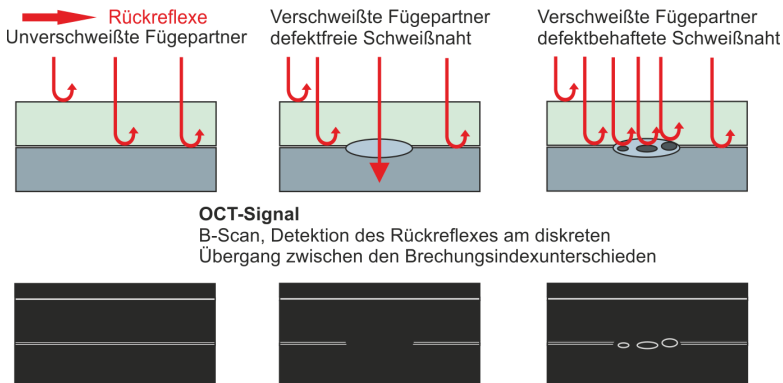 Rückreflexe
Unverschweißte Fügepartner
Verschweißte Fügepartner
defektfreie Schweißnaht
Verschweißte Fügepartner
defektbehaftete Schweißnaht
OCT-Signal
B-Scan, Detektion des Rückreflexes am diskreten
Übergang zwischen den Brechungsindexunterschieden